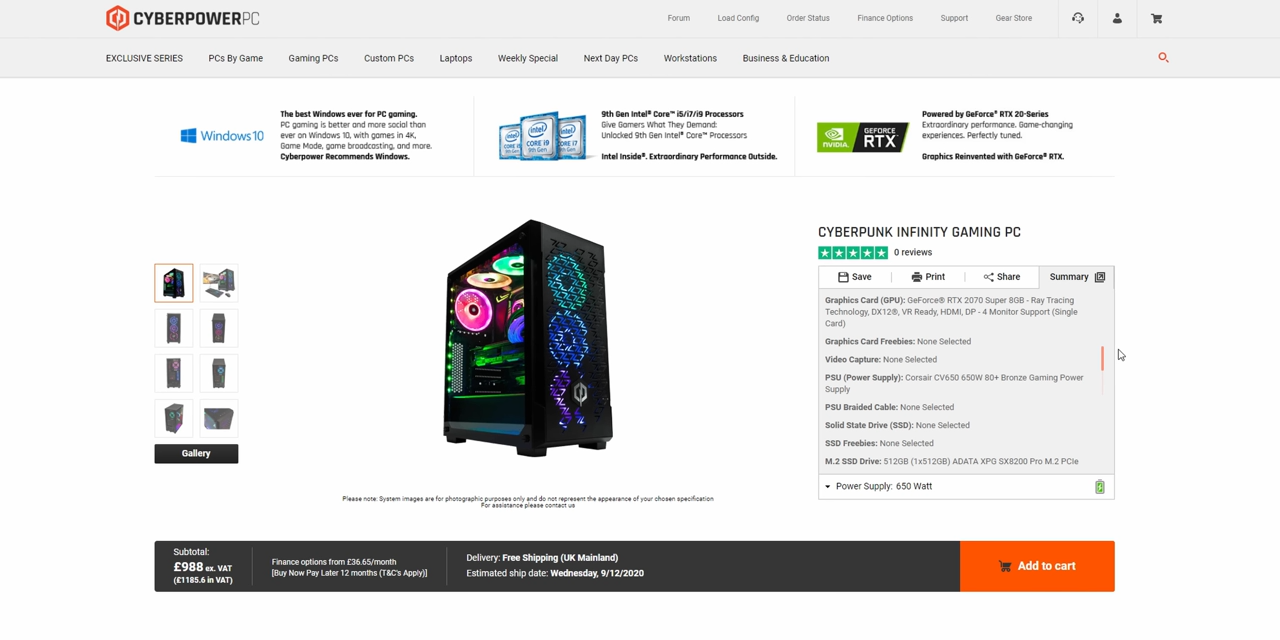 CYBERPOWERPC
Forum
Load Config
Order Status
Finance Options
Support
Gear Store
EXCLUSIVE SERIES
PCs By Game
Gaming PCs
Custom PCs
Laptops
Weekly Special
Next Day PCs
Workstations
Business & Education
Windows 10
The best Windows ever for PC gaming.
PC gaming is better and more social than
ever on Windows 10, with games in 4K,
Game Mode, game broadcasting, and more.
Cyberpower Recommends Windows.
9th Gen Intel® Core™ i5/i7/i9 Processors
Give Gamers What They Demand:
Unlocked 9th Gen Intel® Core™ Processors
Intel Inside®. Extraordinary Performance Outside.
NVIDIA.
GEFORCE
RTX
Powered by GeForce® RTX 20-Series
Extraordinary performance. Game-changing
experiences. Perfectly tuned.
Graphics Reinvented with GeForce® RTX.
CYBERPUNK INFINITY GAMING PC
0 reviews
Save
Print
Share
Summary
Graphics Card (GPU): GeForce® RTX 2070 Super 8GB - Ray Tracing
Technology, DX12®, VR Ready, HDMI, DP - 4 Monitor Support (Single
Card)
Graphics Card Freebies: None Selected
Video Capture: None Selected
PSU (Power Supply): Corsair CV650 650W 80+ Bronze Gaming Power
Supply
PSU Braided Cable: None Selected
Solid State Drive (SSD): None Selected
SSD Freebies: None Selected
M.2 SSD Drive: 512GB (1x512GB) ADATA XPG SX8200 Pro M.2 PCIe
Power Supply: 650 Watt
Gallery
Please note: System images are for photographic purposes only and do not represent the appearance of your chosen specification
For assistance please contact us
Subtotal:
£988 ex. VAT
(£1185.6 in VAT)
Finance options from £36.65/month
[Buy Now Pay Later 12 months (T&C's Apply)]
Delivery: Free Shipping (UK Mainland)
Estimated ship date: Wednesday, 9/12/2020
Add to cart